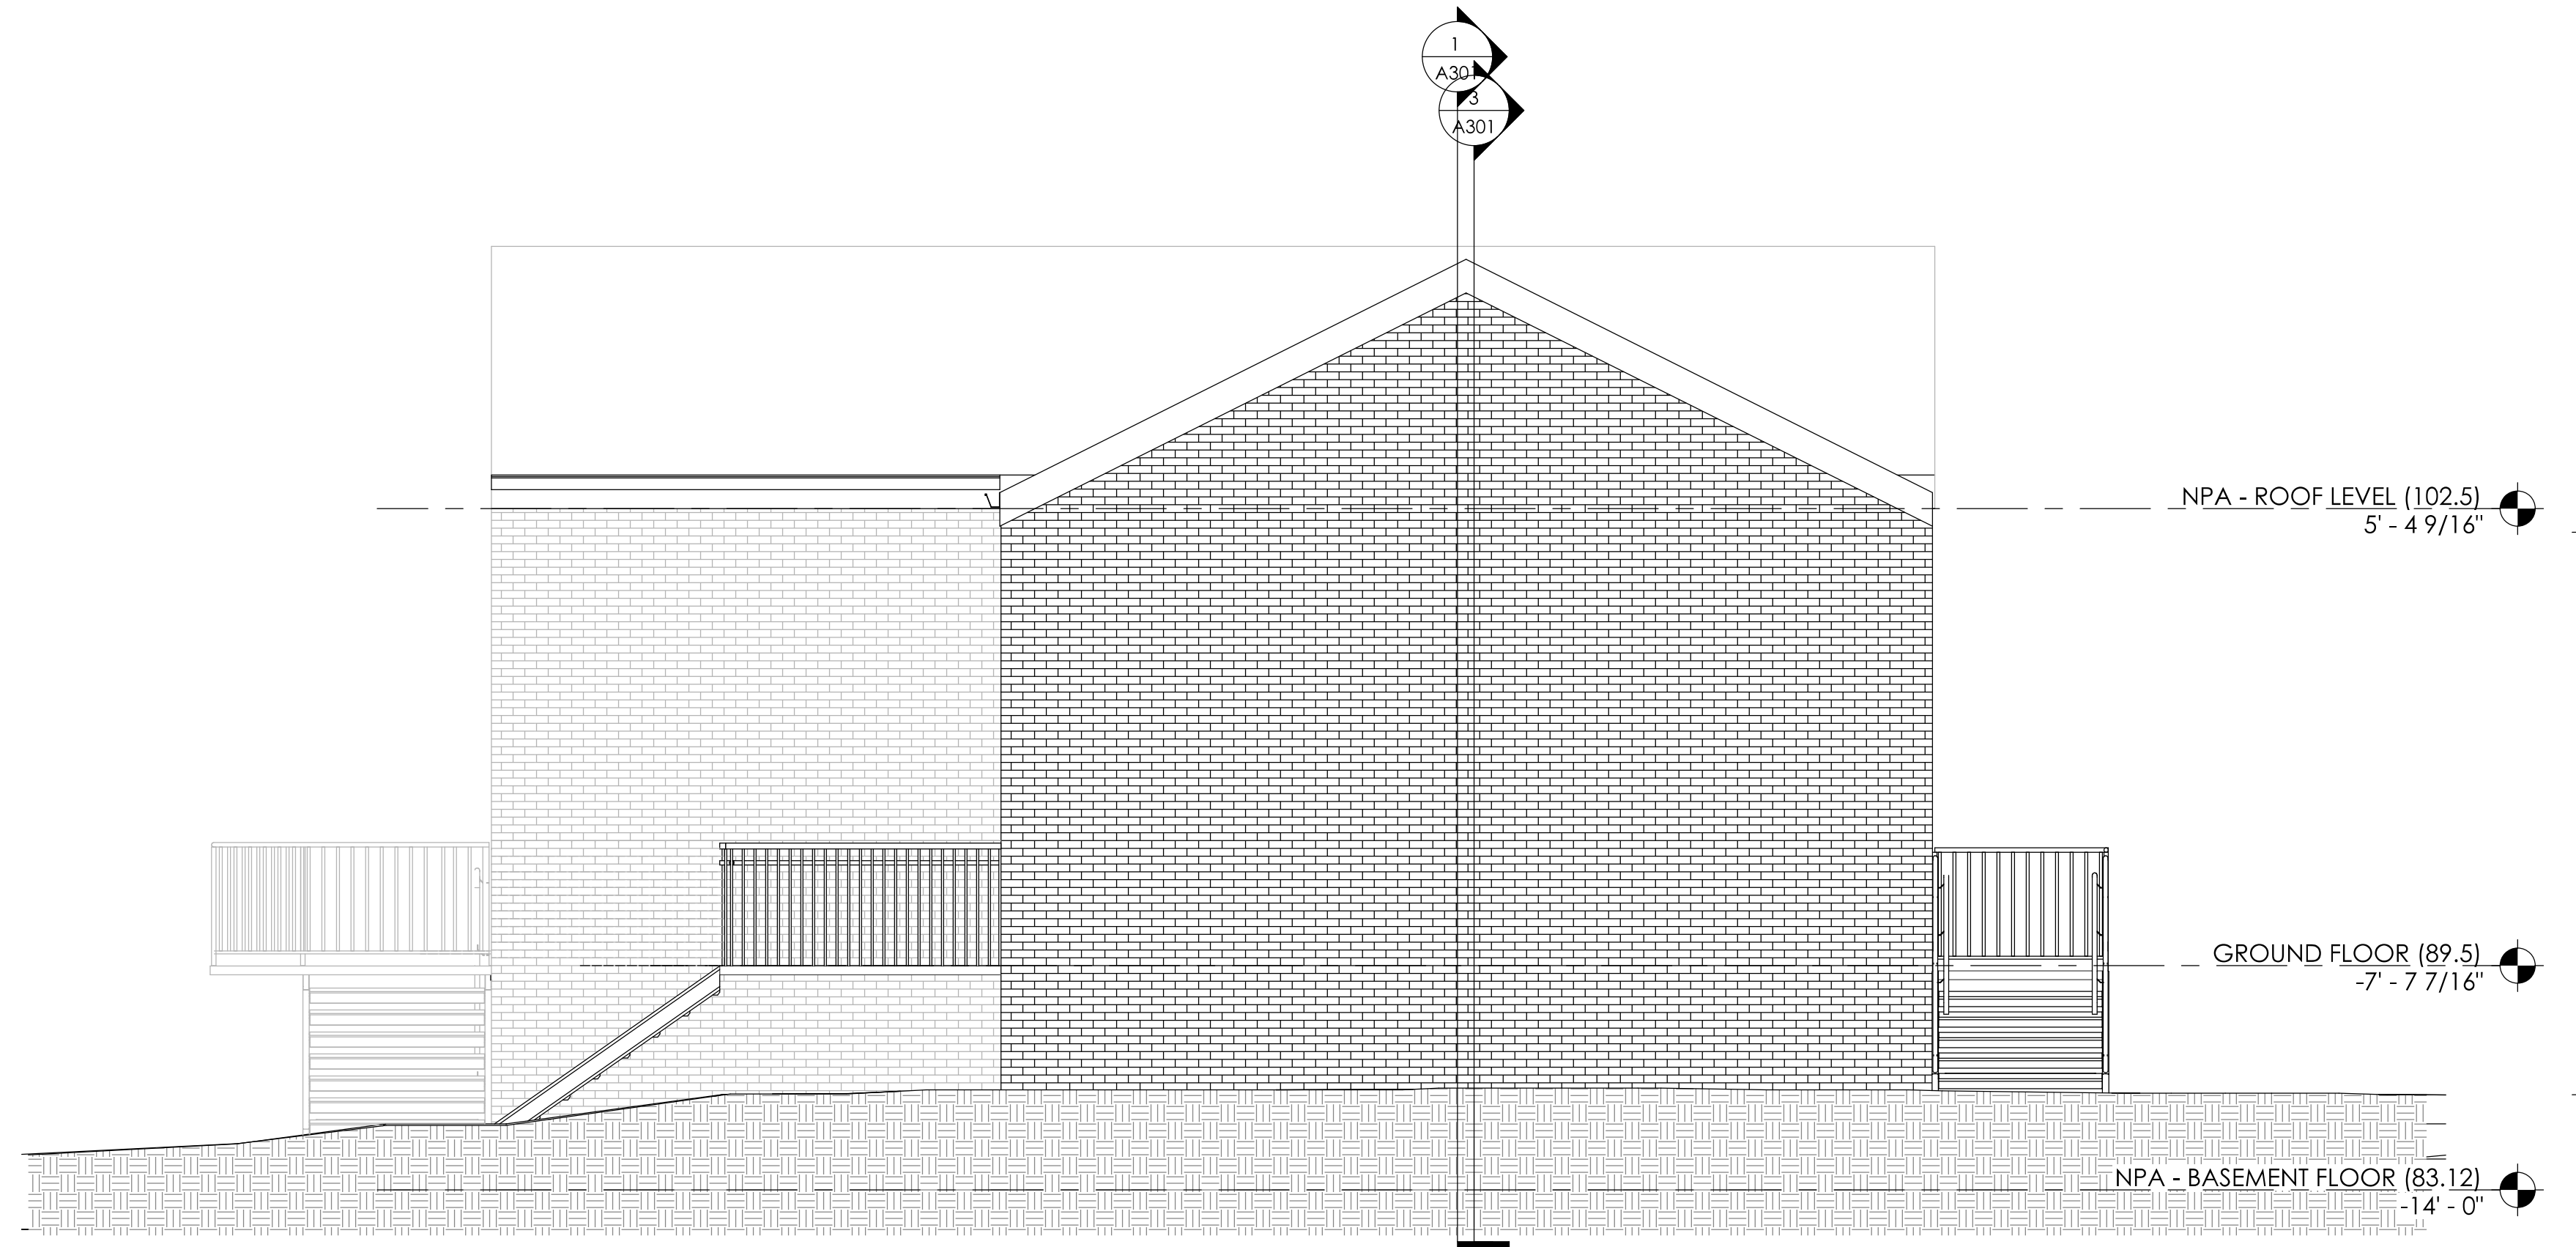 1
A301
3
A301
NPA - ROOF LEVEL (102.5)
5' - 4 9/16"
GROUND FLOOR (89.5)
-7' - 7 7/16"
NPA - BASEMENT FLOOR (83.12)
-14' - 0"